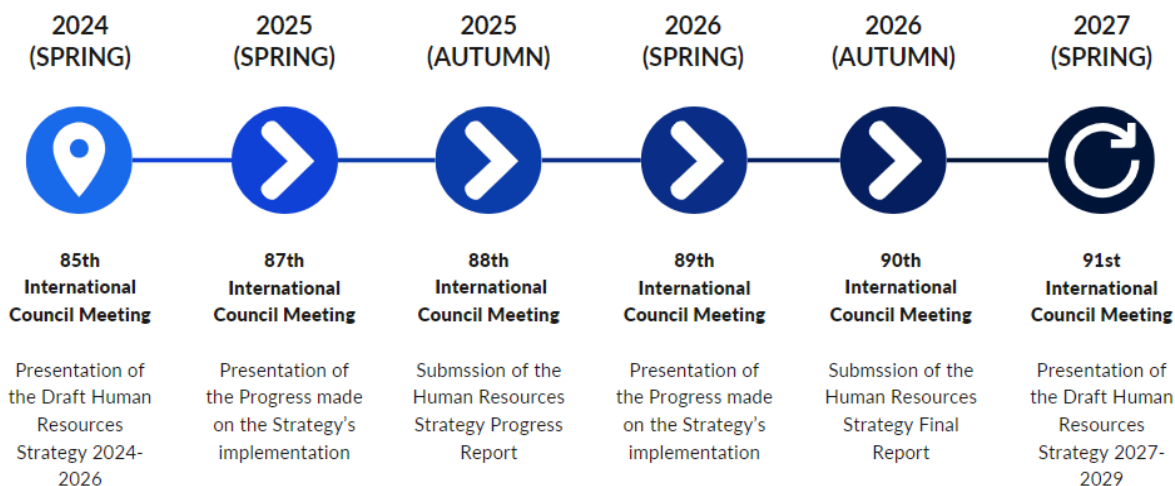 2024
(SPRING)
2025
(SPRING)
2025
(AUTUMN)
2026
(SPRING)
2026
(AUTUMN)
2027
(SPRING)
85th
International
Council Meeting
87th
International
Council Meeting
88th
International
Council Meeting
89th
International
Council Meeting
90th
International
Council Meeting
91st
International
Council Meeting
Presentation of
the Draft Human
Resources
Strategy 2024-
2026
Presentation of
the Progress made
on the Strategy's
implementation
Submssion of the
Human Resources
Strategy Progress
Report
Presentation of
the Progress made
on the Strategy's
implementation
Submssion of the
Human Resources
Strategy Final
Report
Presentation of
the Draft Human
Resources
Strategy 2027-
2029